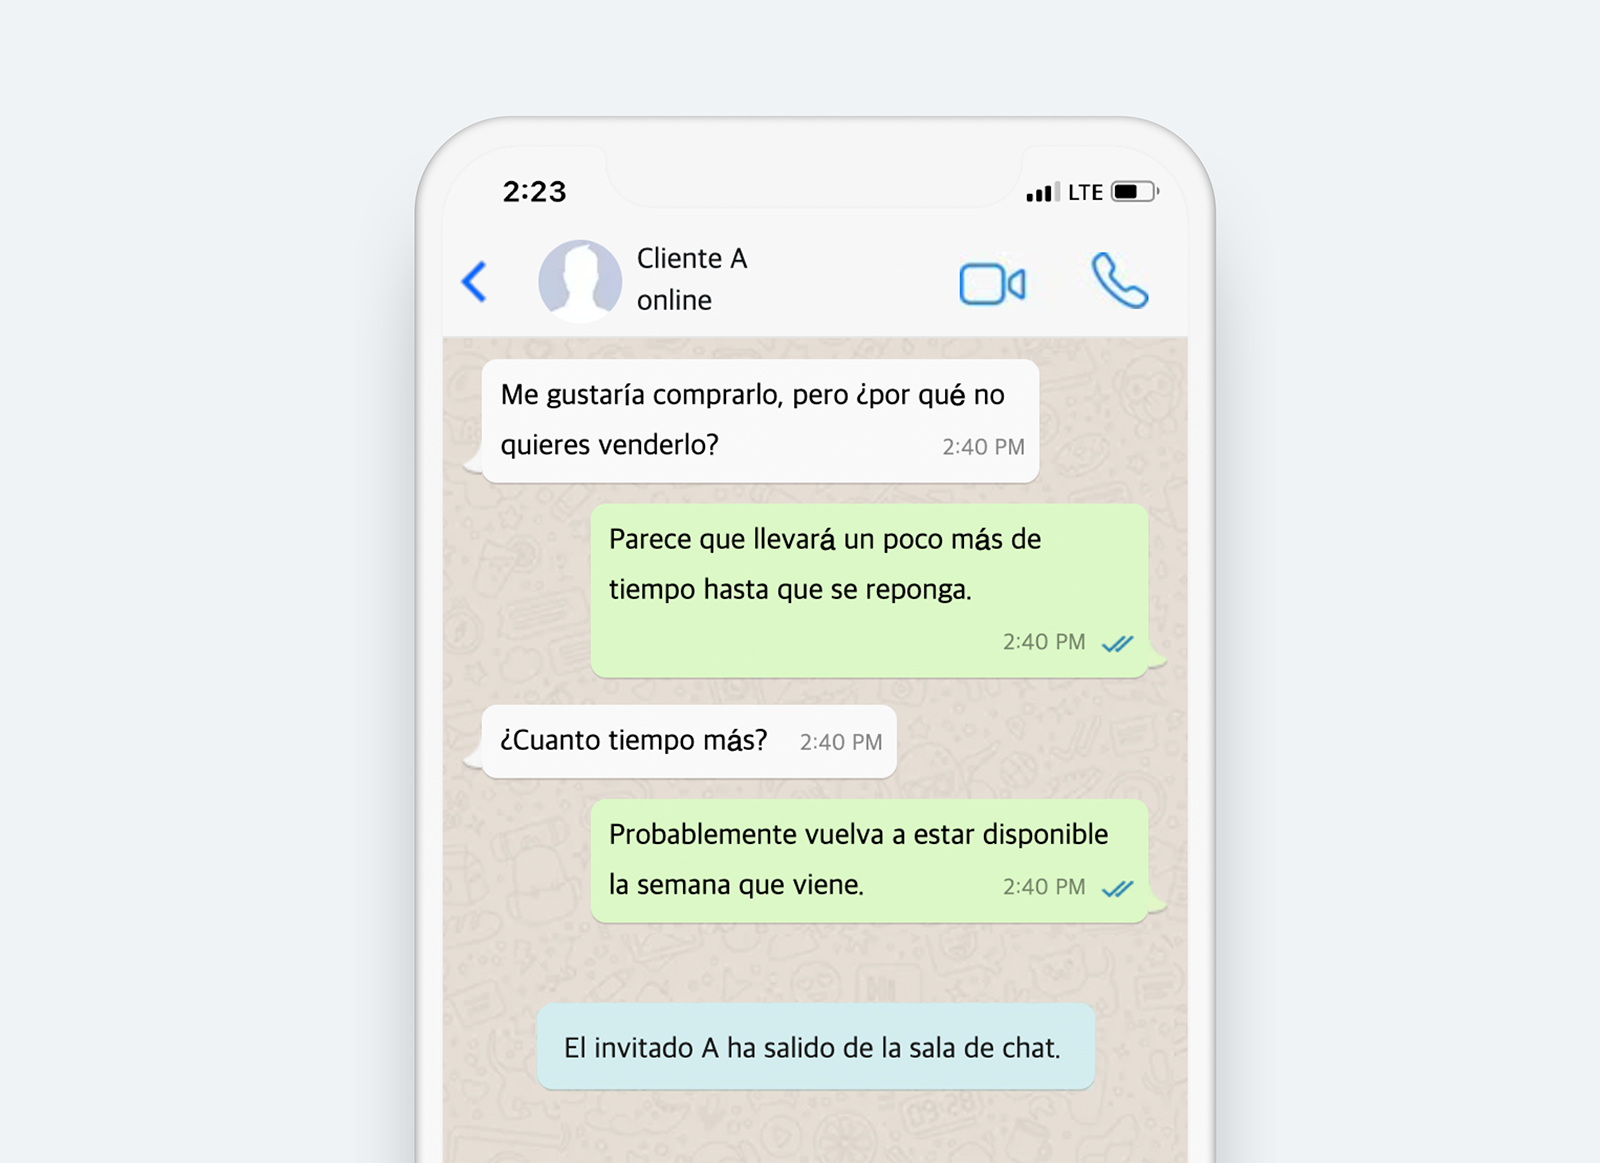 2:23
LTE
Cliente A
online
Me gustaría comprarlo, pero ¿por qué no
quieres venderlo?
2:40 PM
Parece que llevará un poco más de
tiempo hasta que se reponga.
2:40 PM
¿Cuanto tiempo más?
2:40 PM
Probablemente vuelva a estar disponible
la semana que viene.
2:40 PM
El invitado A ha salido de la sala de chat.
09:28